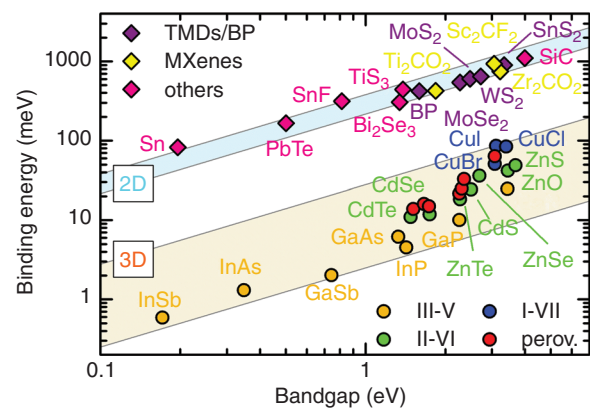 Binding energy (meV)
1000
100
10
1
0.1
1
Bandgap (eV)
TMDs/BP
MXenes
others
MoS2
Sc2CF2
SnS2
Ti2CO2
SiC
TiS3
Zr2CO2
SnF
BP
WS2
Bi2Se3
MoSe2
Sn
PbTe
2D
CuI
CuCl
CuBr
ZnS
CdSe
ZnO
CdTe
GaAs
GaP
CdS
3D
InP
ZnTe
ZnSe
InAs
GaSb
InSb
III-V
I-VII
II-VI
perov.